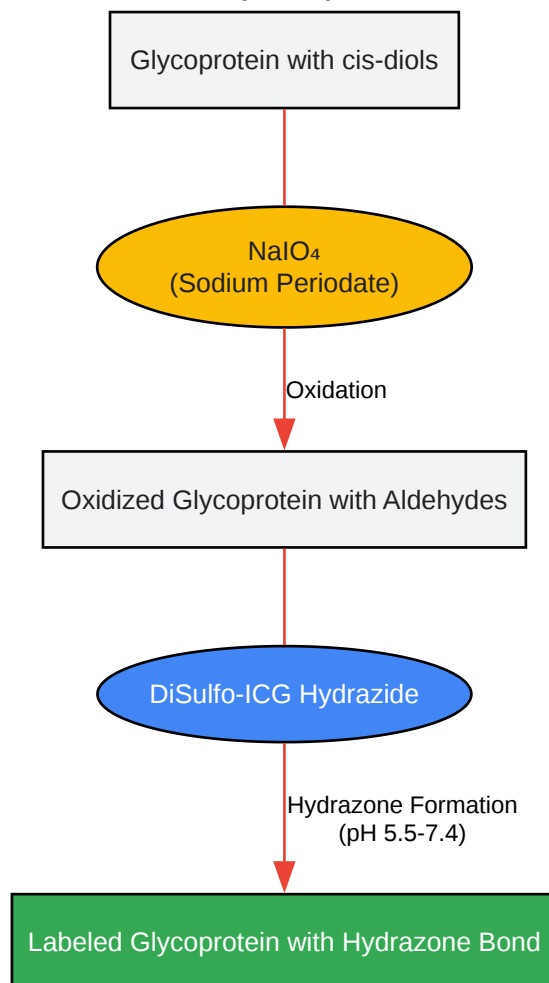 Glycoprotein with cis-diols
NaIO₄
(Sodium Periodate)
Oxidation
Oxidized Glycoprotein with Aldehydes
DiSulfo-ICG Hydrazide
Hydrazone Formation
(pH 5.5-7.4)
Labeled Glycoprotein with Hydrazone Bond